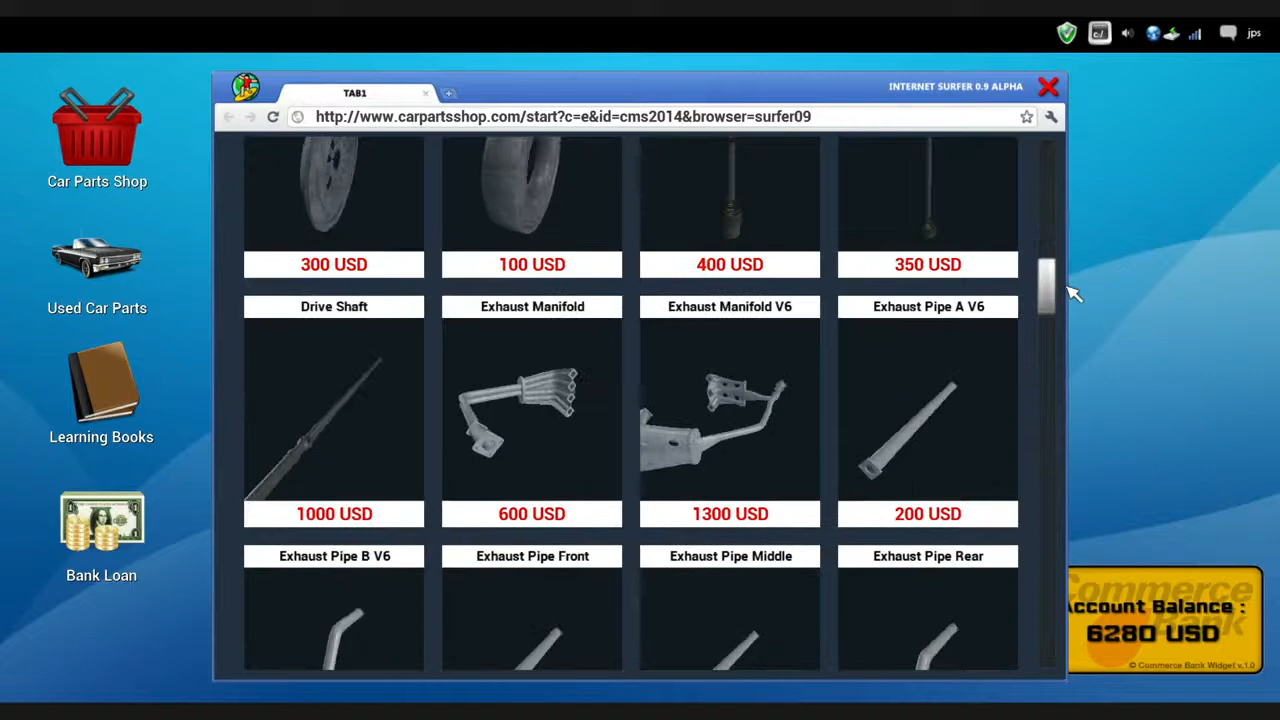 c:/
jps
Car Parts Shop
Used Car Parts
Learning Books
Bank Loan
TAB1
INTERNET SURFER 0.9 ALPHA
http://www.carpartsshop.com/start?c=e&id=cms2014&browser=surfer09
300 USD
100 USD
400 USD
350 USD
Drive Shaft
Exhaust Manifold
Exhaust Manifold V6
Exhaust Pipe A V6
1000 USD
600 USD
1300 USD
200 USD
Exhaust Pipe B V6
Exhaust Pipe Front
Exhaust Pipe Middle
Exhaust Pipe Rear
Commerce
Bank
Account Balance :
6280 USD
© Commerce Bank Widget v.1.0